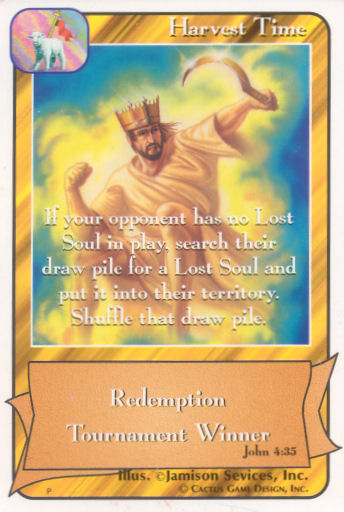 Harvest Time
If your opponent has no Lost
Soul in play, search their
draw pile for a Lost Soul and
put it into their territory.
Shuffle that draw pile.
Redemption
Tournament Winner
John 4:35
Illus. ©Jamison Sevices, Inc.
P
© Cactus Game Design, Inc.